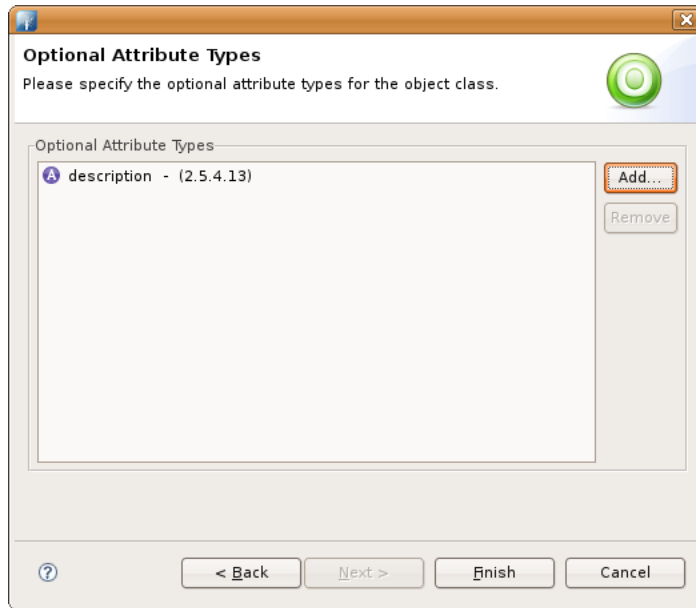 Optional Attribute Types
Please specify the optional attribute types for the object class.
Optional Attribute Types
A description - (2.5.4.13)
Add...
Remove
? < Back Next > Finish Cancel